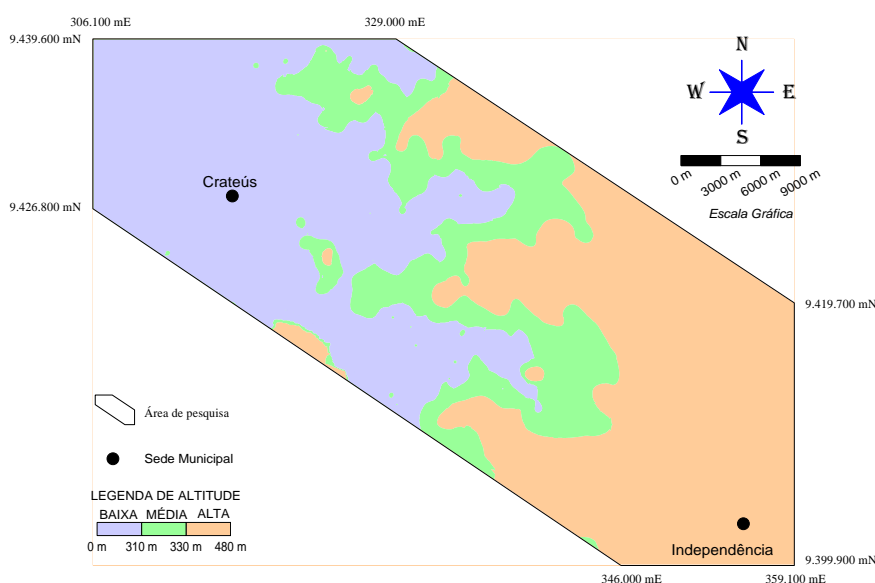 306.100 mE
329.000 mE
9.439.600 mN
N
W
E
S
0 m
3000 m
6000 m
9000 m
Escala Gráfica
Crateús
9.426.800 mN
9.419.700 mN
Área de pesquisa
Sede Municipal
LEGENDA DE ALTITUDE
BAIXA MÉDIA ALTA
0 m 310 m 330 m 480 m
Independência
9.399.900 mN
346.000 mE
359.100 mE